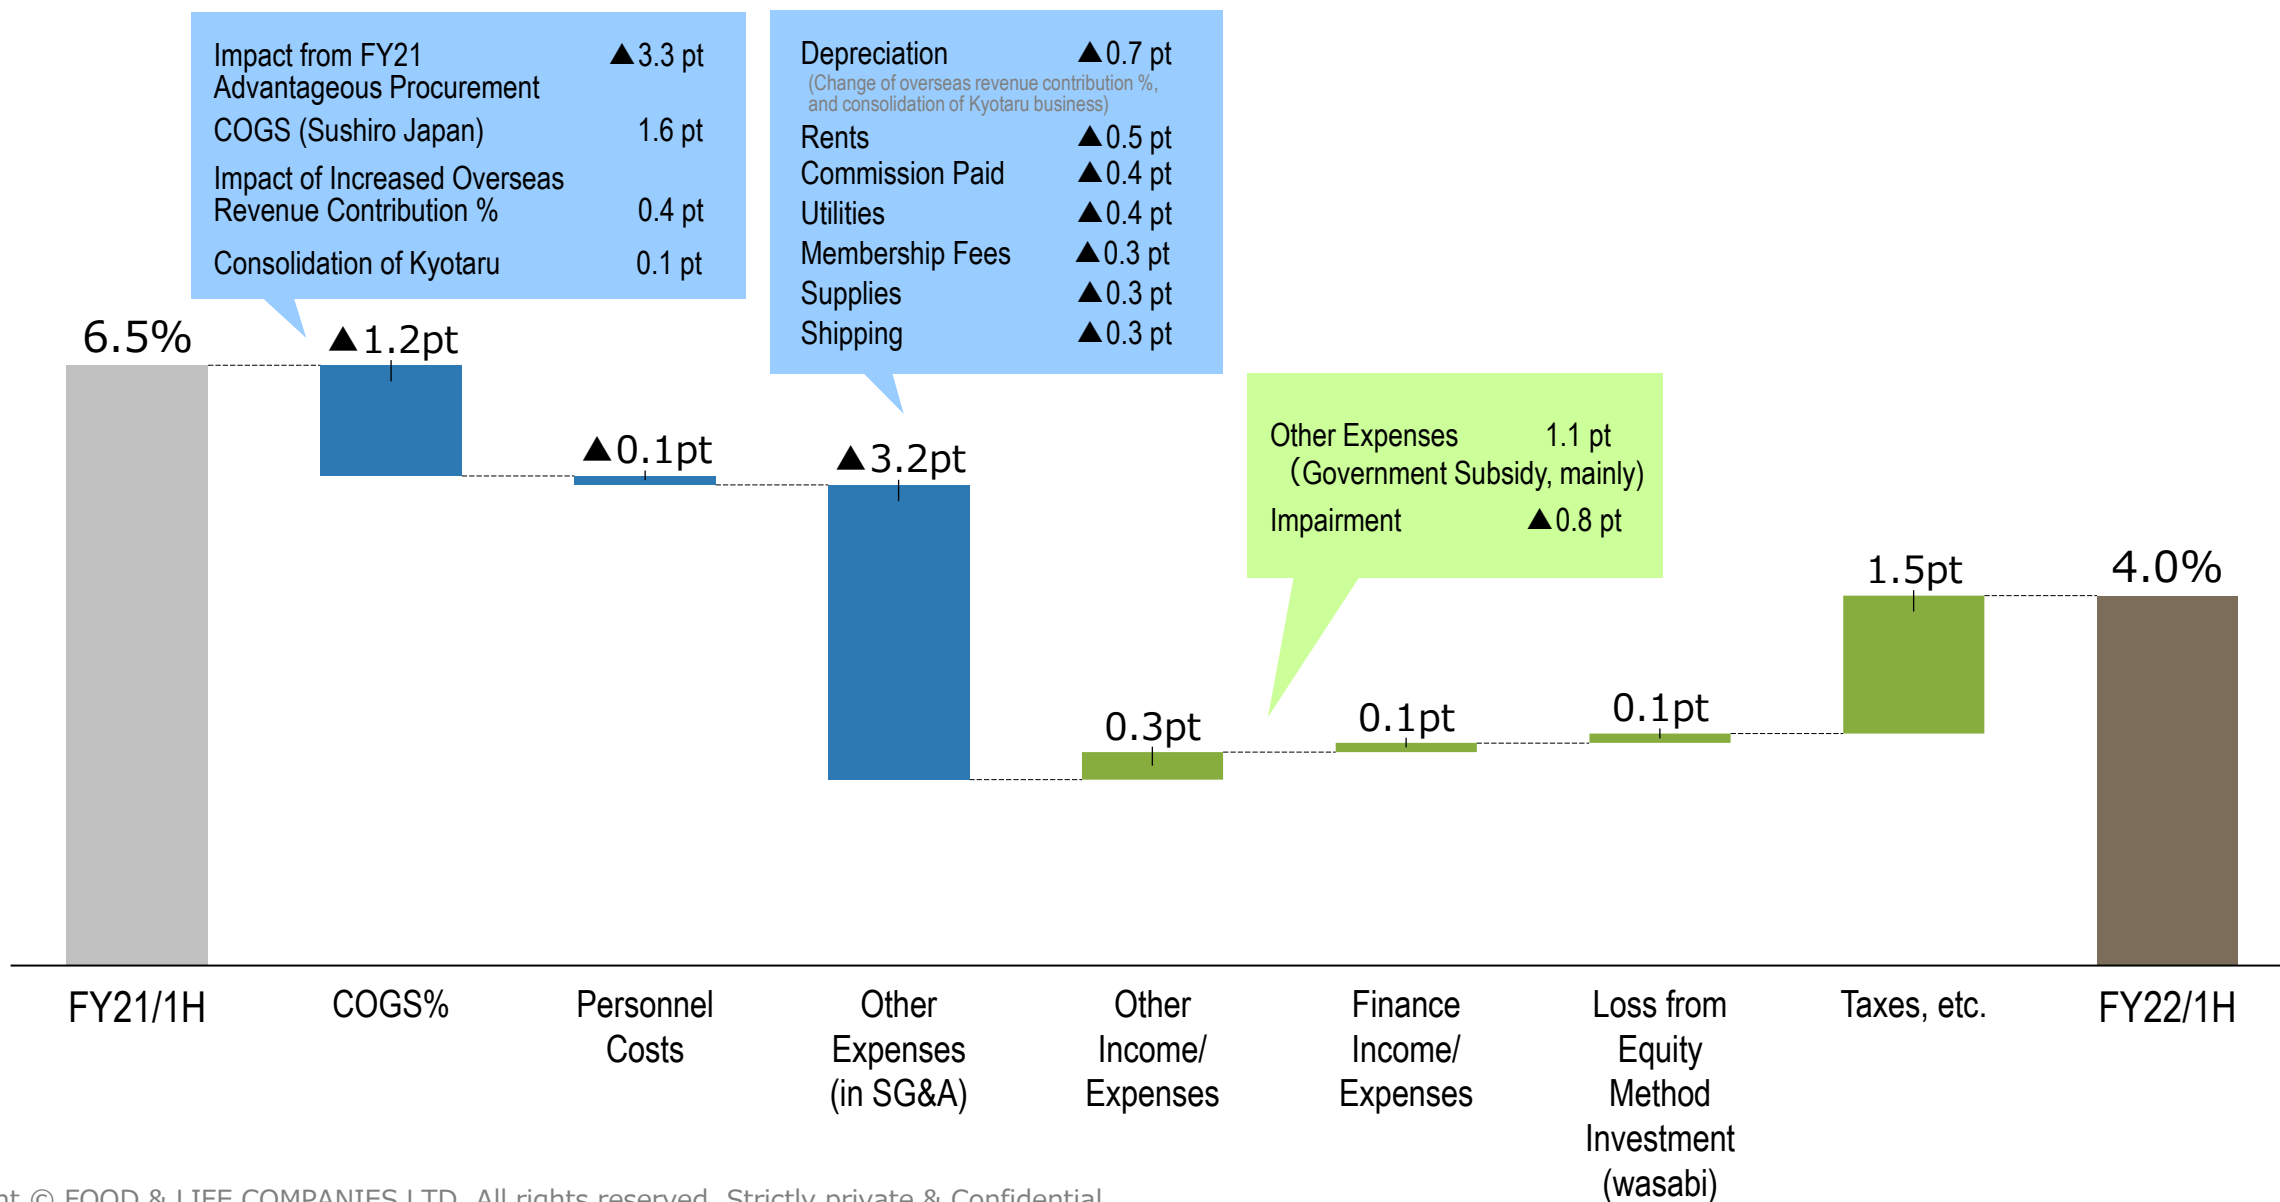 Impact from FY21 ▲3.3 pt
Advantageous Procurement
COGS (Sushiro Japan) 1.6 pt
Impact of Increased Overseas
Revenue Contribution % 0.4 pt
Consolidation of Kyotaru 0.1 pt
Depreciation ▲0.7 pt
(Change of overseas revenue contribution %,
and consolidation of Kyotaru business)
Rents ▲0.5 pt
Commission Paid ▲0.4 pt
Utilities ▲0.4 pt
Membership Fees ▲0.3 pt
Supplies ▲0.3 pt
Shipping ▲0.3 pt
Other Expenses 1.1 pt
（Government Subsidy, mainly)
Impairment ▲0.8 pt
6.5%
▲1.2pt
▲0.1pt
▲3.2pt
0.3pt
0.1pt
0.1pt
1.5pt
4.0%
FY21/1H
COGS%
Personnel
Costs
Other
Expenses
(in SG&A)
Other
Income/
Expenses
Finance
Income/
Expenses
Loss from
Equity
Method
Investment
(wasabi)
Taxes, etc.
FY22/1H
© FOOD & LIFE COMPANIES LTD. All rights reserved. Strictly private & Confidential